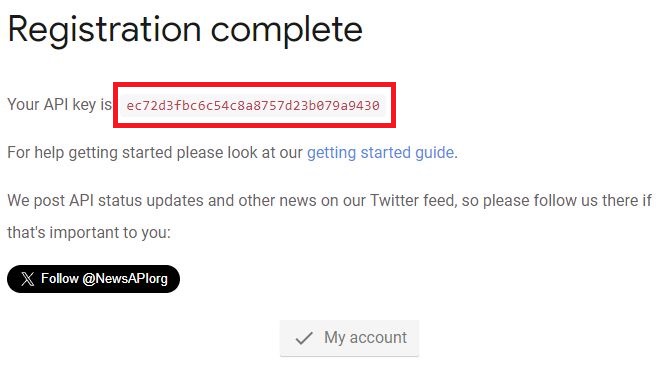 Registration complete
Your API key is ec72d3fbc6c54c8a8757d23b079a9430
For help getting started please look at our getting started guide.
We post API status updates and other news on our Twitter feed, so please follow us there if
that's important to you:
Follow @NewsAPIorg
My account